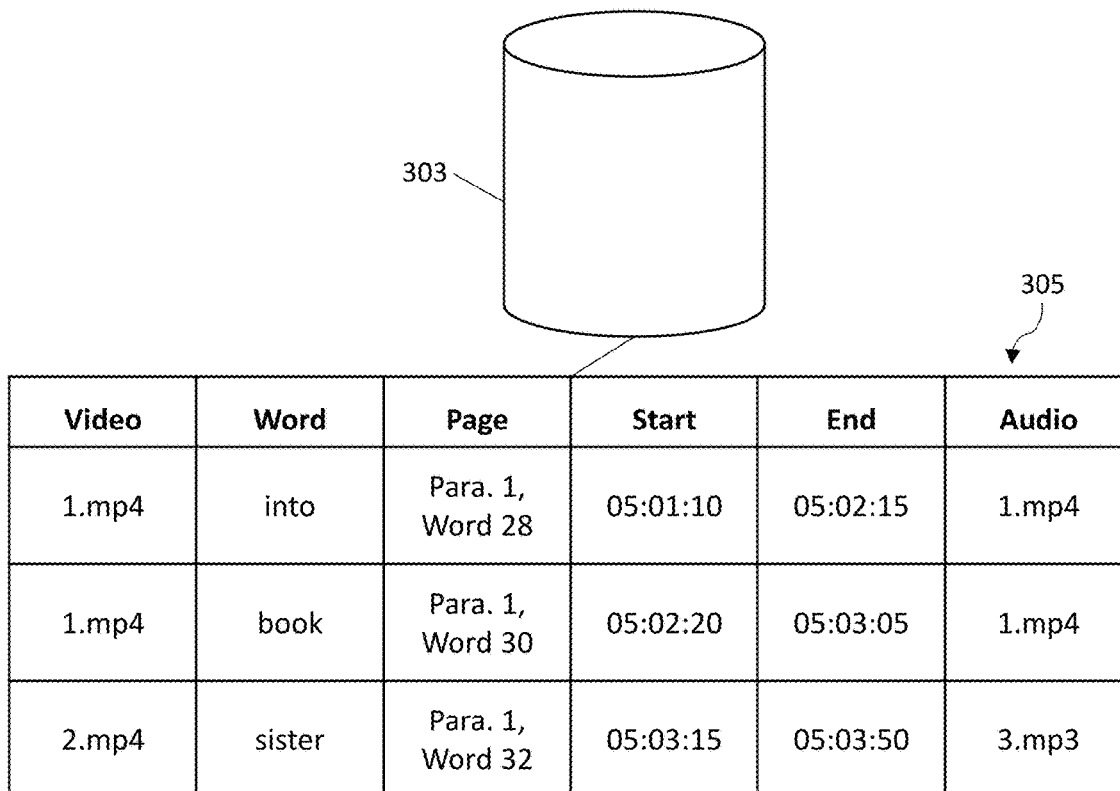 303
305
Video Word Page Start End Audio
1.mp4 into Para. 1, Word 28 05:01:10 05:02:15 1.mp4
1.mp4 book Para. 1, Word 30 05:02:20 05:03:05 1.mp4
2.mp4 sister Para. 1, Word 32 05:03:15 05:03:50 3.mp3